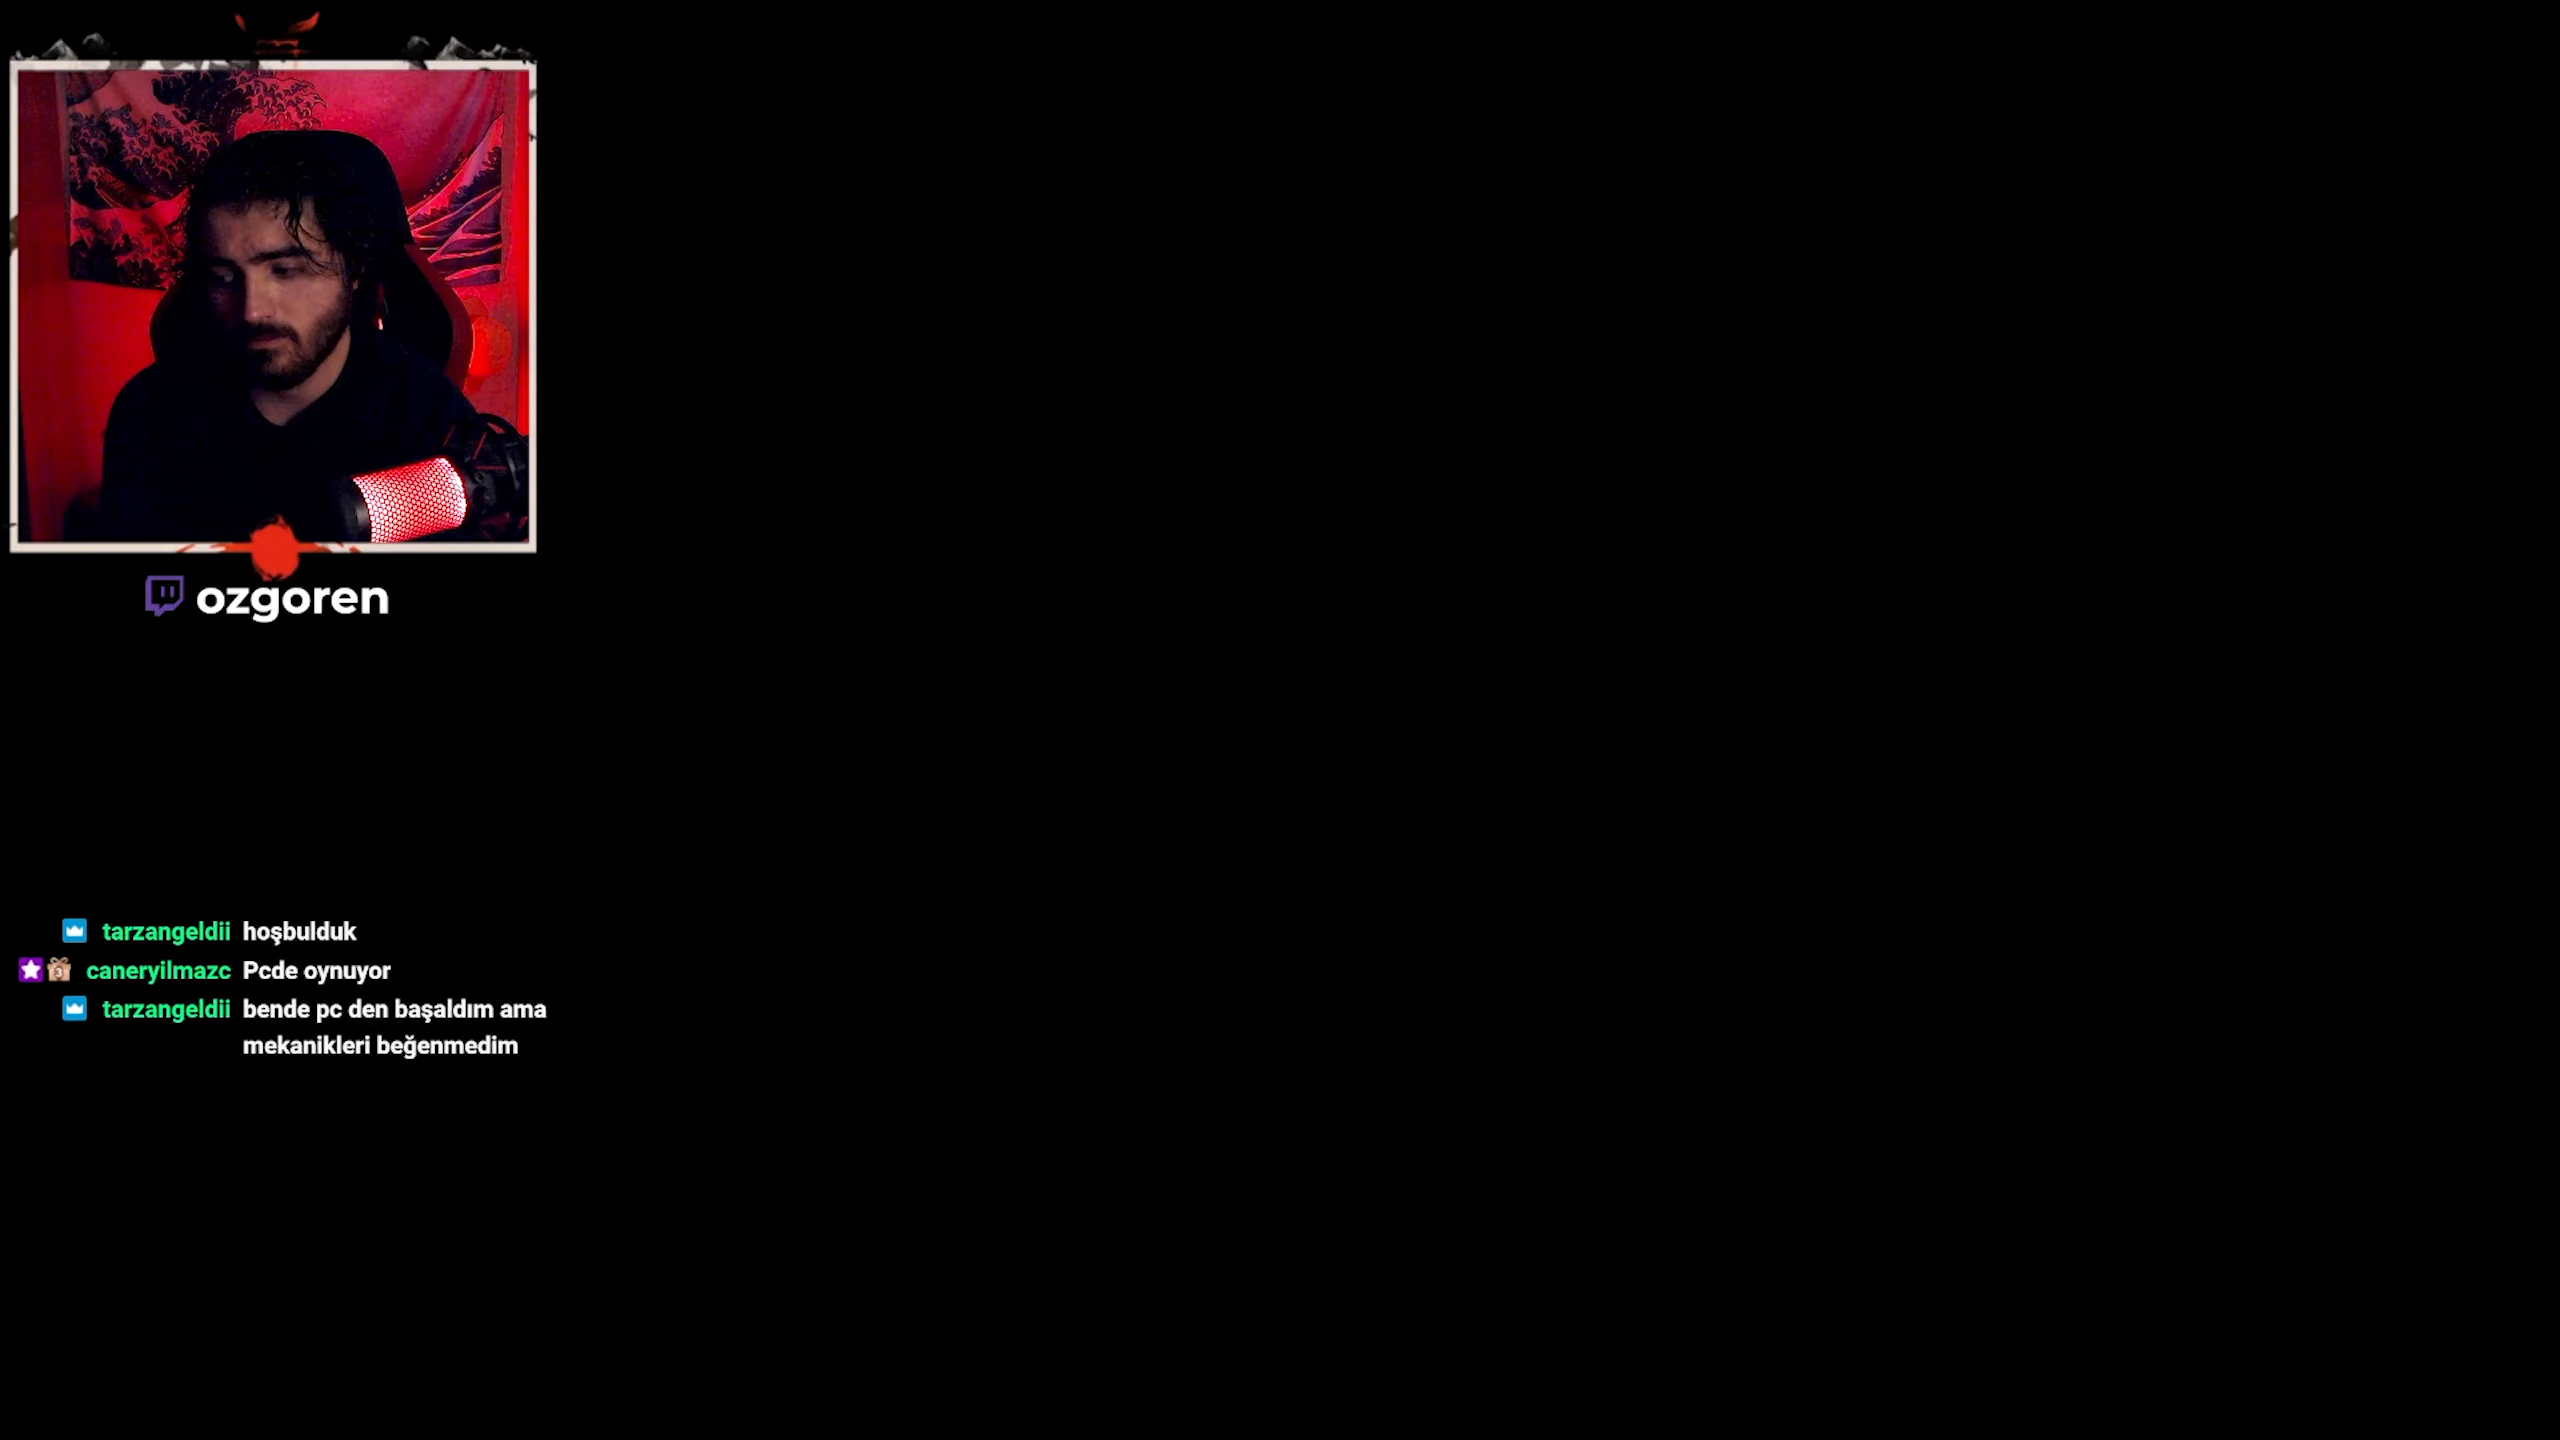 ozgoren
tarzangeldii hoşbulduk
caneryilmazc Pcde oynuyor
tarzangeldii bende pc den başaldım ama
mekanikleri beğenmedim